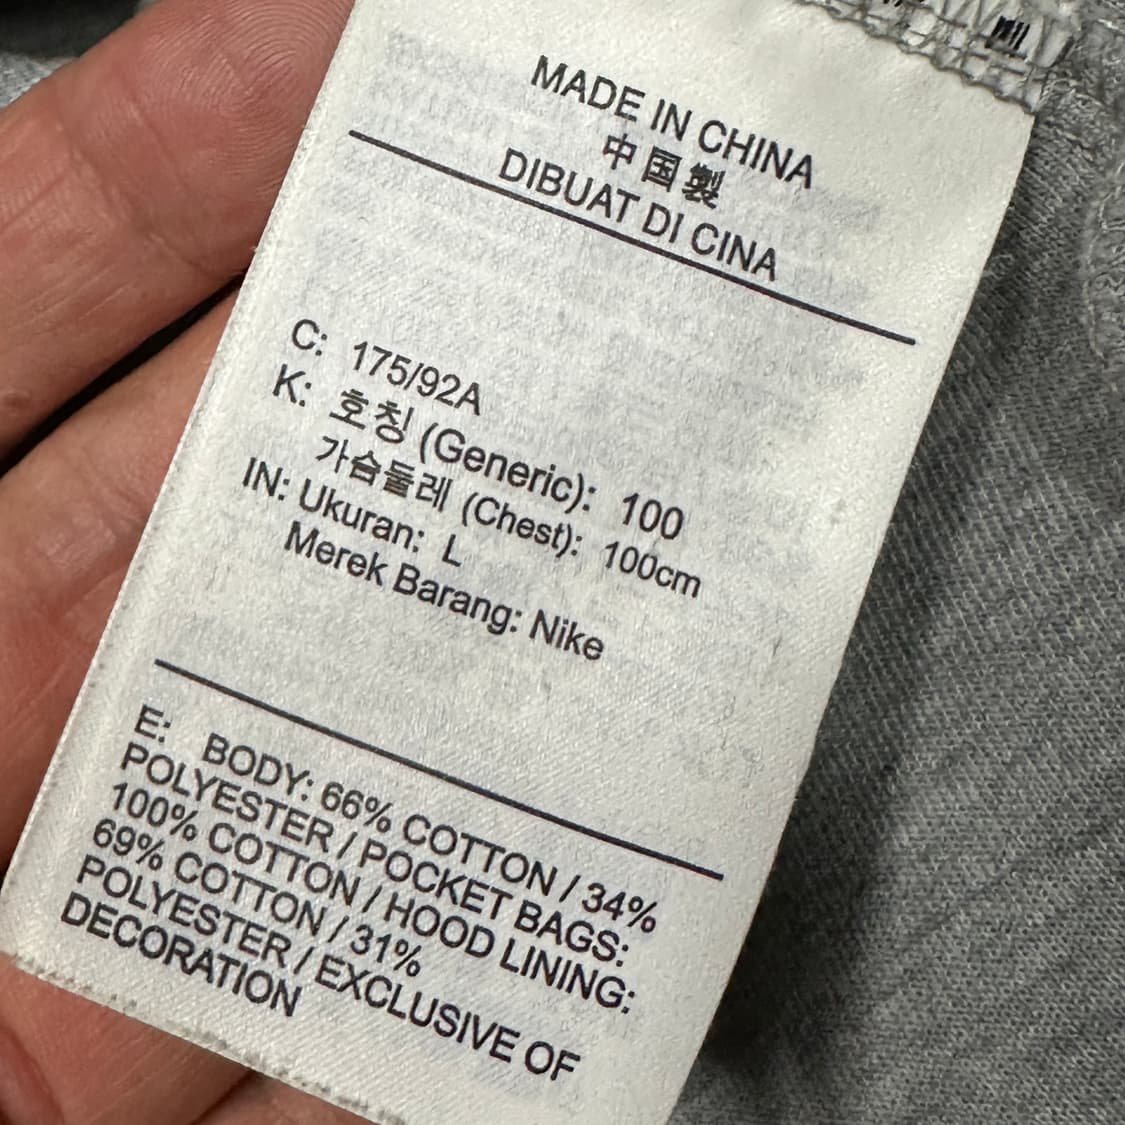 MADE IN CHINA
中国製
DIBUAT DI CINA
C: 175/92A
K: 호칭 (Generic): 100
가슴둘레 (Chest): 100cm
IN: Ukuran: L
Merek Barang: Nike
E: BODY: 66% COTTON / 34%
POLYESTER / POCKET BAGS:
100% COTTON / HOOD LINING:
69% COTTON / 31%
POLYESTER / EXCLUSIVE OF
DECORATION